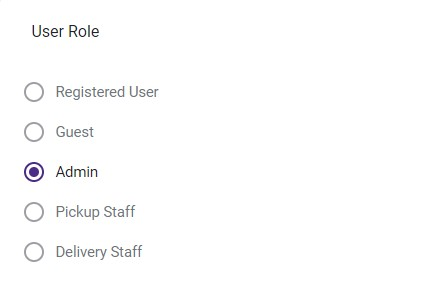 User Role
Registered User
Guest
Admin
Pickup Staff
Delivery Staff